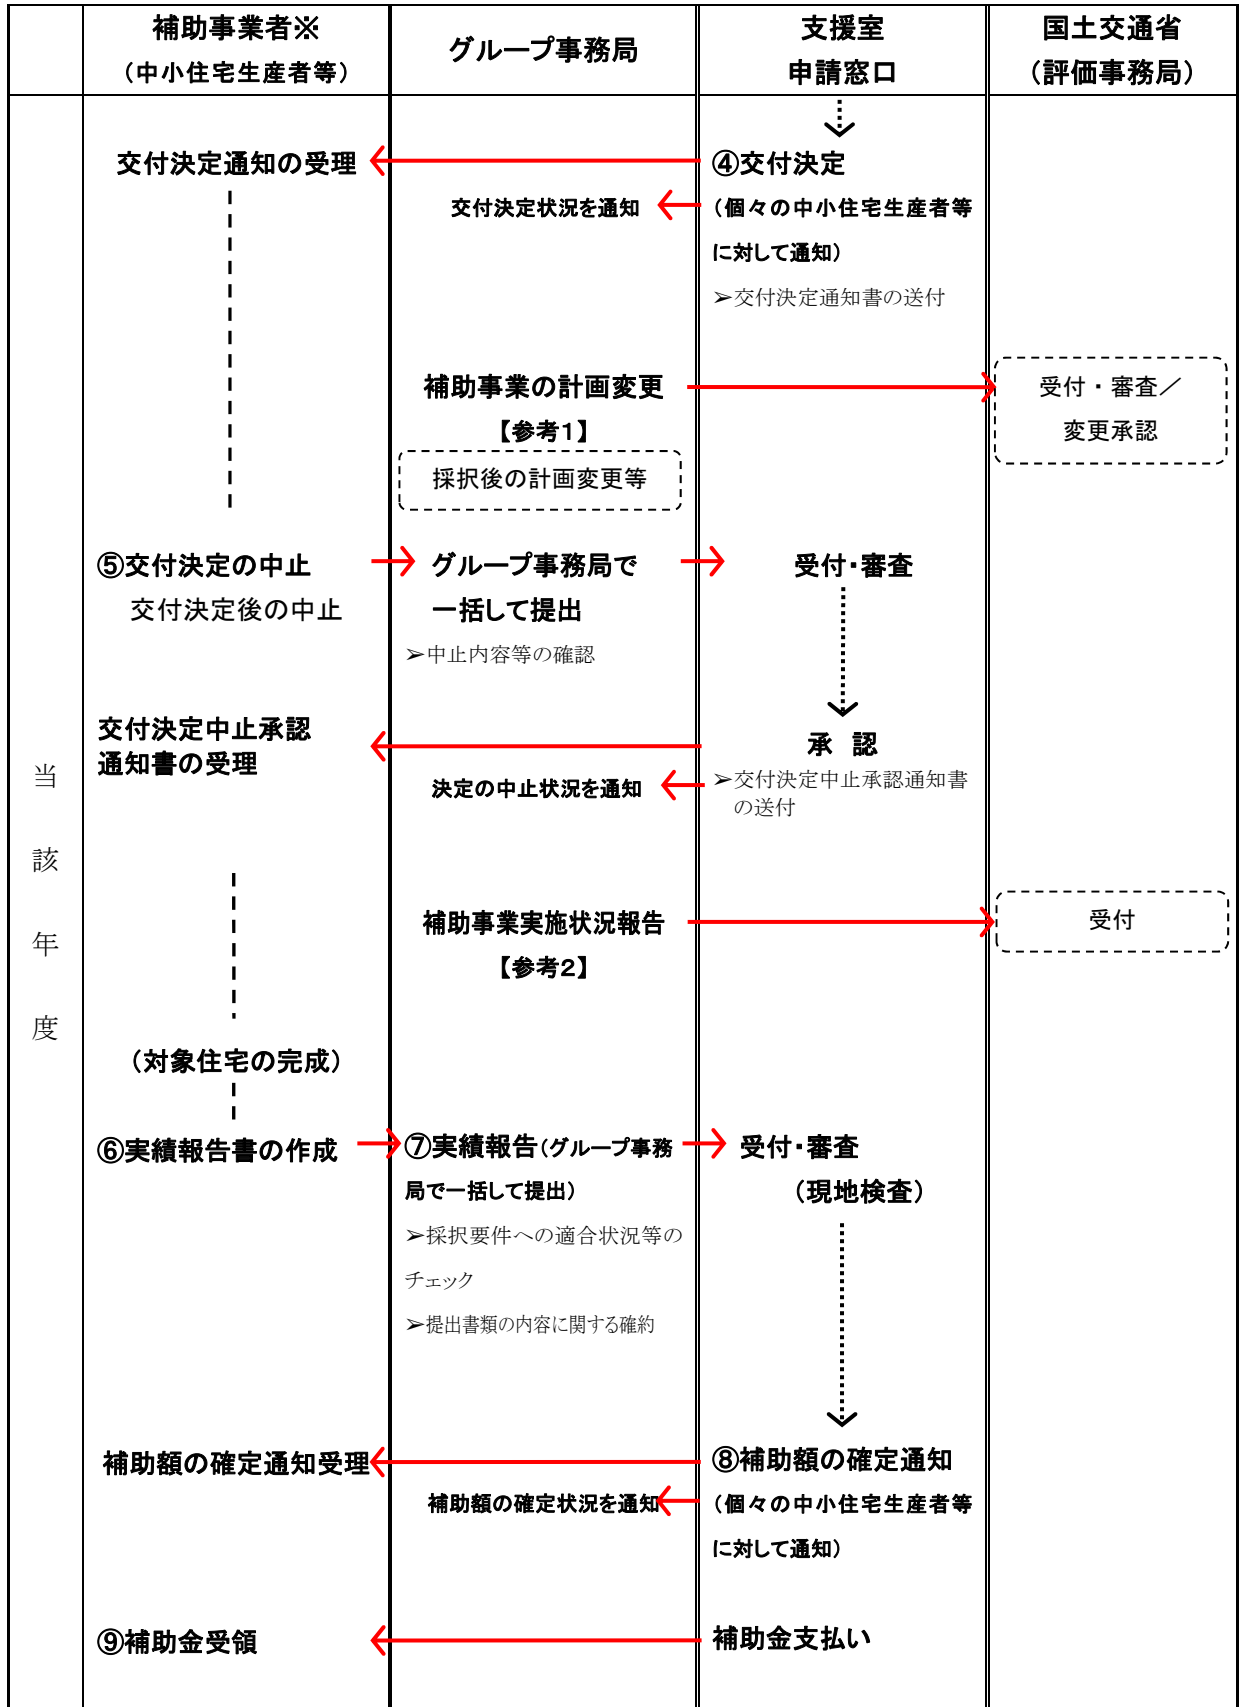 補助事業者※
（中小住宅生産者等）
グループ事務局
支援室
申請窓口
国土交通省
（評価事務局）
当
該
年
度
交付決定通知の受理
④交付決定
交付決定状況を通知
（個々の中小住宅生産者等
に対して通知）
➢交付決定通知書の送付
補助事業の計画変更
【参考１】
採択後の計画変更等
受付・審査／
変更承認
⑤交付決定の中止
交付決定後の中止
グループ事務局で
一括して提出
➢中止内容等の確認
受付・審査
交付決定中止承認
通知書の受理
承　認
決定の中止状況を通知
➢交付決定中止承認通知書
の送付
補助事業実施状況報告
【参考２】
受付
（対象住宅の完成）
⑥実績報告書の作成
⑦実績報告（グループ事務
局で一括して提出）
➢採択要件への適合状況等の
チェック
➢提出書類の内容に関する確約
受付・審査
（現地検査）
補助額の確定通知受理
⑧補助額の確定通知
補助額の確定状況を通知
（個々の中小住宅生産者等
に対して通知）
⑨補助金受領
補助金支払い